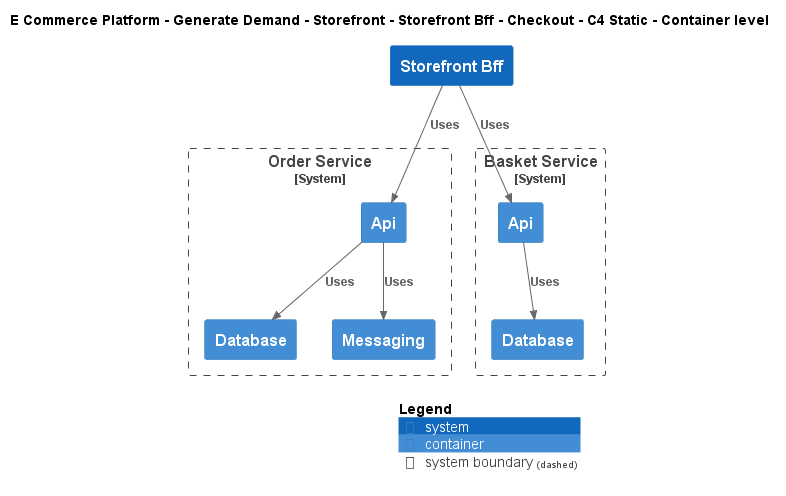 E Commerce Platform - Generate Demand - Storefront - Storefront Bff - Checkout - C4 Static - Container level
Storefront Bff
Uses
Uses
Order Service
[System]
Basket Service
[System]
Api
Api
Uses
Uses
Uses
Database
Messaging
Database
Legend
system
container
system boundary (dashed)